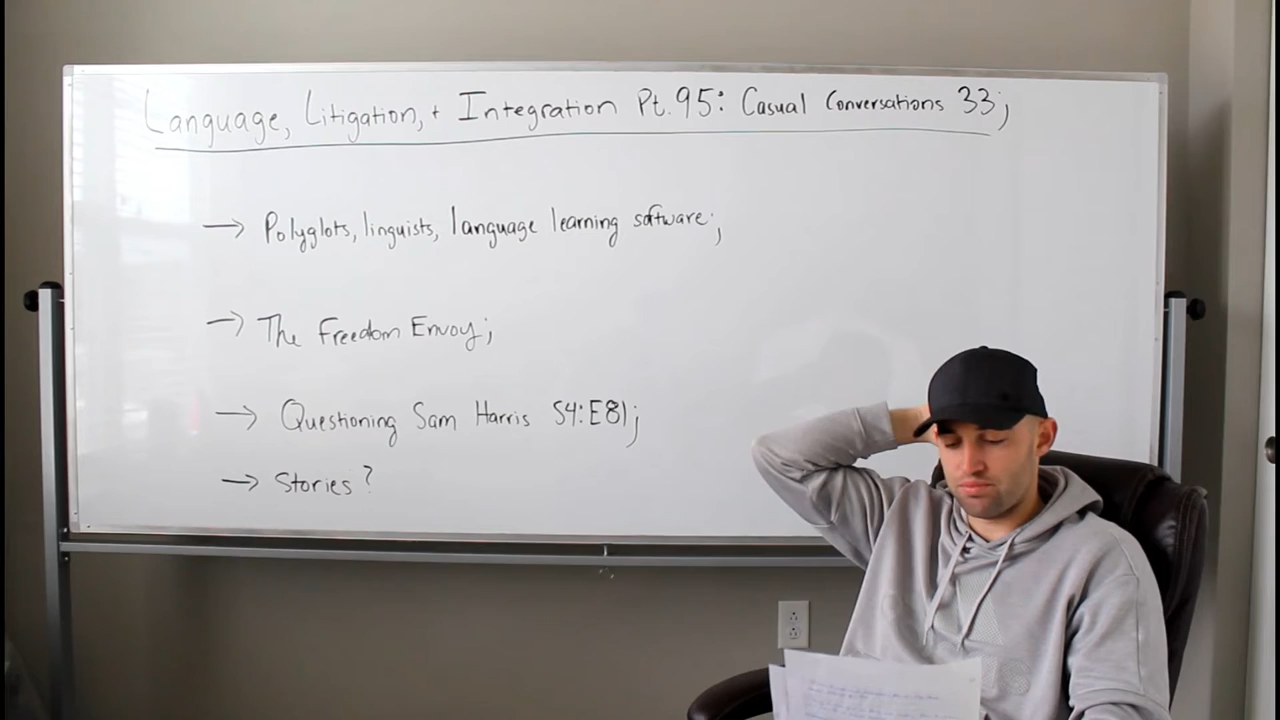 Language, Litigation, + Integration Pt. 95: Casual Conversations 33;
→ Polyglots, linguists, language learning software;
→ The Freedom Envoy;
→ Questioning Sam Harris S4:E81;
→ Stories?